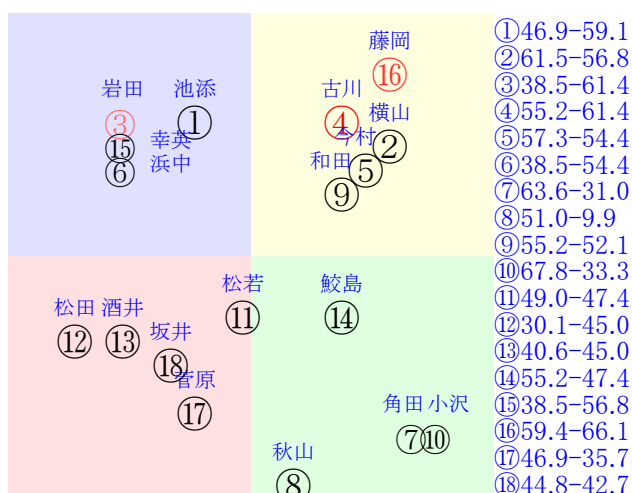 藤岡
⑯
岩田 池添 古川
③ ① ④ 横山
⑮ 幸英 今村 ②
⑥ 浜中 和田 ⑤
⑨
松若 鮫島
松田 酒井 ⑪ ⑭
⑫ ⑬ 坂井
⑱
菅原
⑰ 角田 小沢
⑦ ⑩
秋山
⑧
①46.9-59.1
②61.5-56.8
③38.5-61.4
④55.2-61.4
⑤57.3-54.4
⑥38.5-54.4
⑦63.6-31.0
⑧51.0-9.9
⑨55.2-52.1
⑩67.8-33.3
⑪49.0-47.4
⑫30.1-45.0
⑬40.6-45.0
⑭55.2-47.4
⑮38.5-56.8
⑯59.4-66.1
⑰46.9-35.7
⑱44.8-42.7